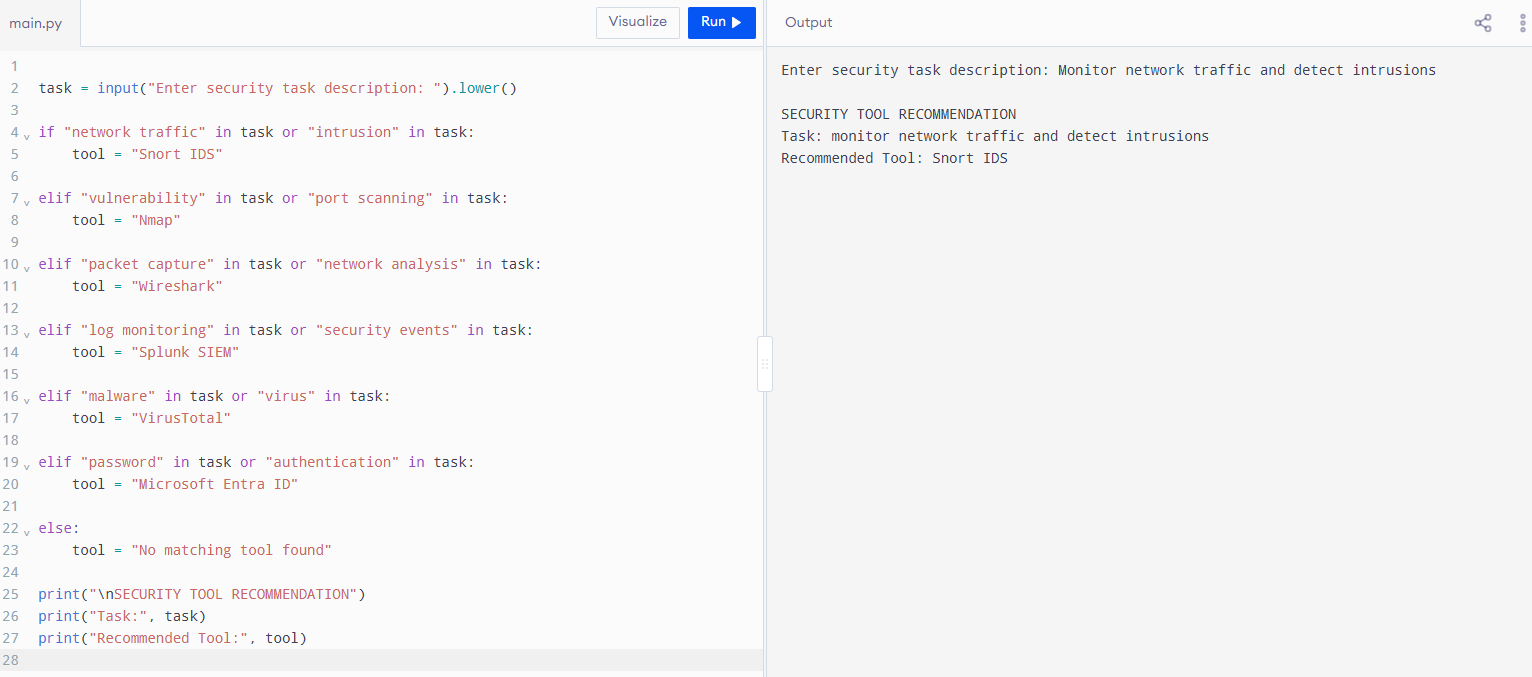 main.py
Visualize
Run
Output
1
2 task = input("Enter security task description: ").lower()
3
4 if "network traffic" in task or "intrusion" in task:
5     tool = "Snort IDS"
6
7 elif "vulnerability" in task or "port scanning" in task:
8     tool = "Nmap"
9
10 elif "packet capture" in task or "network analysis" in task:
11     tool = "Wireshark"
12
13 elif "log monitoring" in task or "security events" in task:
14     tool = "Splunk SIEM"
15
16 elif "malware" in task or "virus" in task:
17     tool = "VirusTotal"
18
19 elif "password" in task or "authentication" in task:
20     tool = "Microsoft Entra ID"
21
22 else:
23     tool = "No matching tool found"
24
25 print("\nSECURITY TOOL RECOMMENDATION")
26 print("Task:", task)
27 print("Recommended Tool:", tool)
28
Enter security task description: Monitor network traffic and detect intrusions
SECURITY TOOL RECOMMENDATION
Task: monitor network traffic and detect intrusions
Recommended Tool: Snort IDS